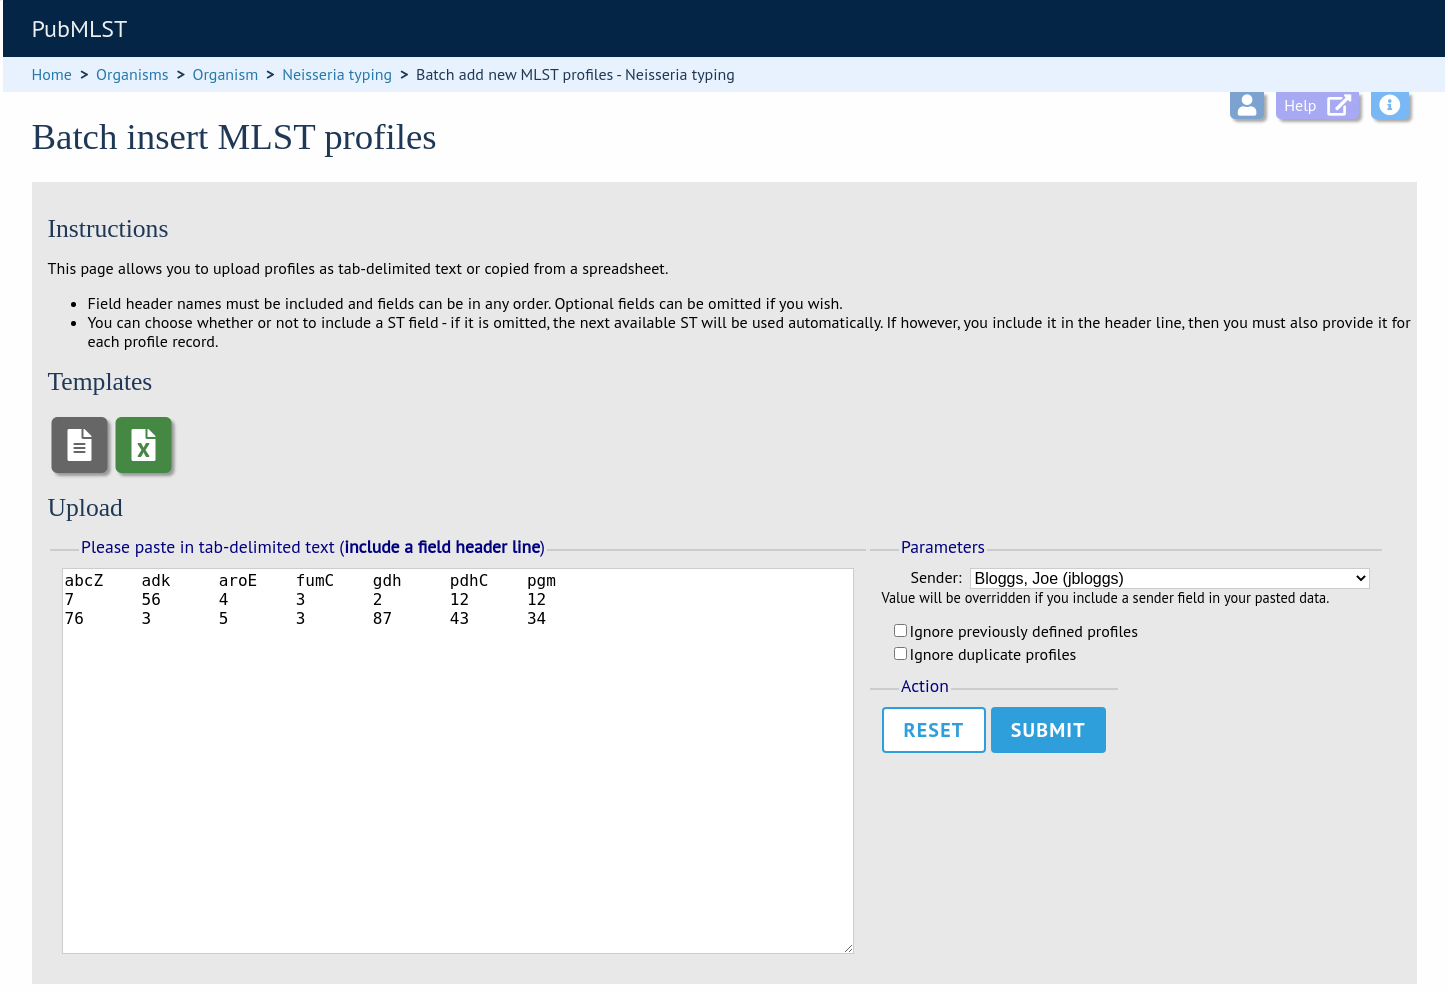 PubMLST
Home > Organisms > Organism > Neisseria typing > Batch add new MLST profiles - Neisseria typing
Help
Batch insert MLST profiles
Instructions
This page allows you to upload profiles as tab-delimited text or copied from a spreadsheet.
Field header names must be included and fields can be in any order. Optional fields can be omitted if you wish.
You can choose whether or not to include a ST field - if it is omitted, the next available ST will be used automatically. If however, you include it in the header line, then you must also provide it for
each profile record.
Templates
Upload
Please paste in tab-delimited text (include a field header line)
abcZ adk aroE fumC gdh pdhC pgm
7 56 4 3 2 12 12
76 3 5 3 87 43 34
Parameters
Sender: Bloggs, Joe (jbloggs)
Value will be overridden if you include a sender field in your pasted data.
Ignore previously defined profiles
Ignore duplicate profiles
Action
RESET SUBMIT